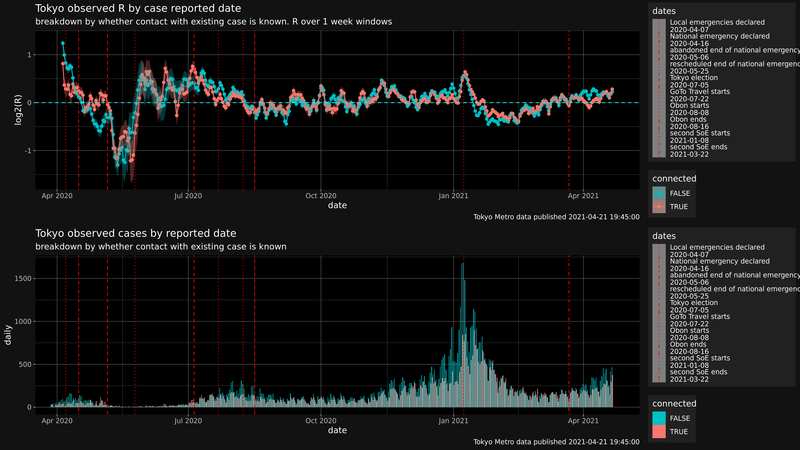 Tokyo observed R by case reported date
breakdown by whether contact with existing case is known. R over 1 week windows
log2(R)
1
0
-1
Apr 2020
Jul 2020
Oct 2020
Jan 2021
Apr 2021
date
Tokyo Metro data published 2021-04-21 19:45:00
dates
Local emergencies declared
2020-04-07
National emergency declared
2020-04-16
abandoned end of national emergency
2020-05-06
rescheduled end of national emergen
2020-05-25
Tokyo election
2020-07-05
GoTo Travel starts
2020-07-22
Obon starts
2020-08-08
Obon ends
2020-08-16
second SoE starts
2021-01-08
second SoE ends
2021-03-22
connected
FALSE
TRUE
Tokyo observed cases by reported date
breakdown by whether contact with existing case is known
daily
1500
1000
500
0
Apr 2020
Jul 2020
Oct 2020
Jan 2021
Apr 2021
date
Tokyo Metro data published 2021-04-21 19:45:00
dates
Local emergencies declared
2020-04-07
National emergency declared
2020-04-16
abandoned end of national emergency
2020-05-06
rescheduled end of national emergen
2020-05-25
Tokyo election
2020-07-05
GoTo Travel starts
2020-07-22
Obon starts
2020-08-08
Obon ends
2020-08-16
second SoE starts
2021-01-08
second SoE ends
2021-03-22
connected
FALSE
TRUE